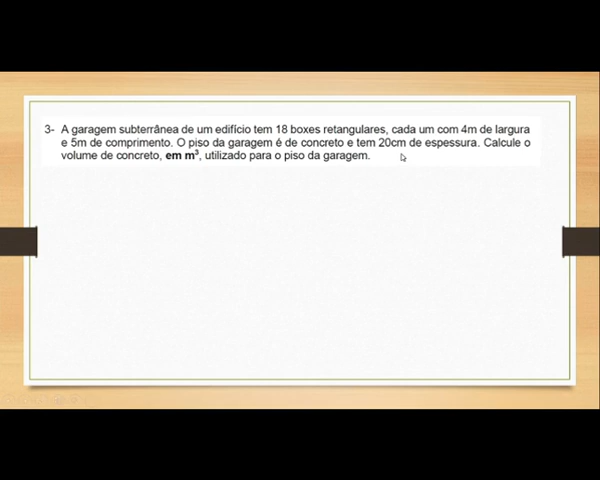 3- A garagem subterrânea de um edifício tem 18 boxes retangulares, cada um com 4m de largura
e 5m de comprimento. O piso da garagem é de concreto e tem 20cm de espessura. Calcule o
volume de concreto, em m³, utilizado para o piso da garagem.